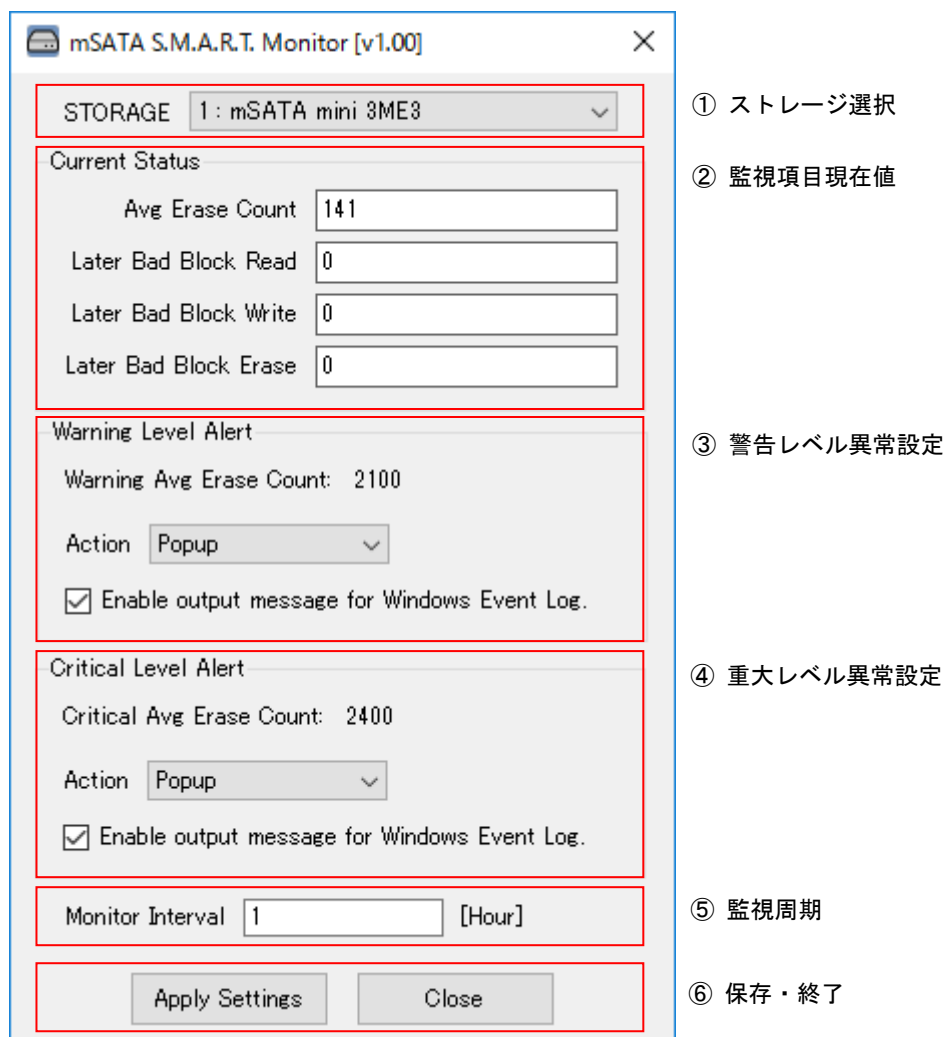 mSATA S.M.A.R.T. Monitor [v1.00]
STORAGE 1 : mSATA mini 3ME3
① ストレージ選択
Current Status
② 監視項目現在値
Avg Erase Count 141
Later Bad Block Read 0
Later Bad Block Write 0
Later Bad Block Erase 0
Warning Level Alert
③ 警告レベル異常設定
Warning Avg Erase Count: 2100
Action Popup
Enable output message for Windows Event Log.
Critical Level Alert
④ 重大レベル異常設定
Critical Avg Erase Count: 2400
Action Popup
Enable output message for Windows Event Log.
Monitor Interval 1 [Hour]
⑤ 監視周期
Apply Settings Close
⑥ 保存・終了